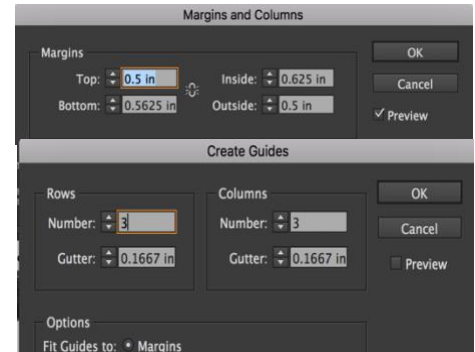 Margins and Columns
Margins
Top: 0.5 in
Bottom: 0.5625 in
Inside: 0.625 in
Outside: 0.5 in
OK
Cancel
Preview
Create Guides
Rows
Number: 3
Gutter: 0.1667 in
Columns
Number: 3
Gutter: 0.1667 in
OK
Cancel
Preview
Options
Fit Guides to: Margins